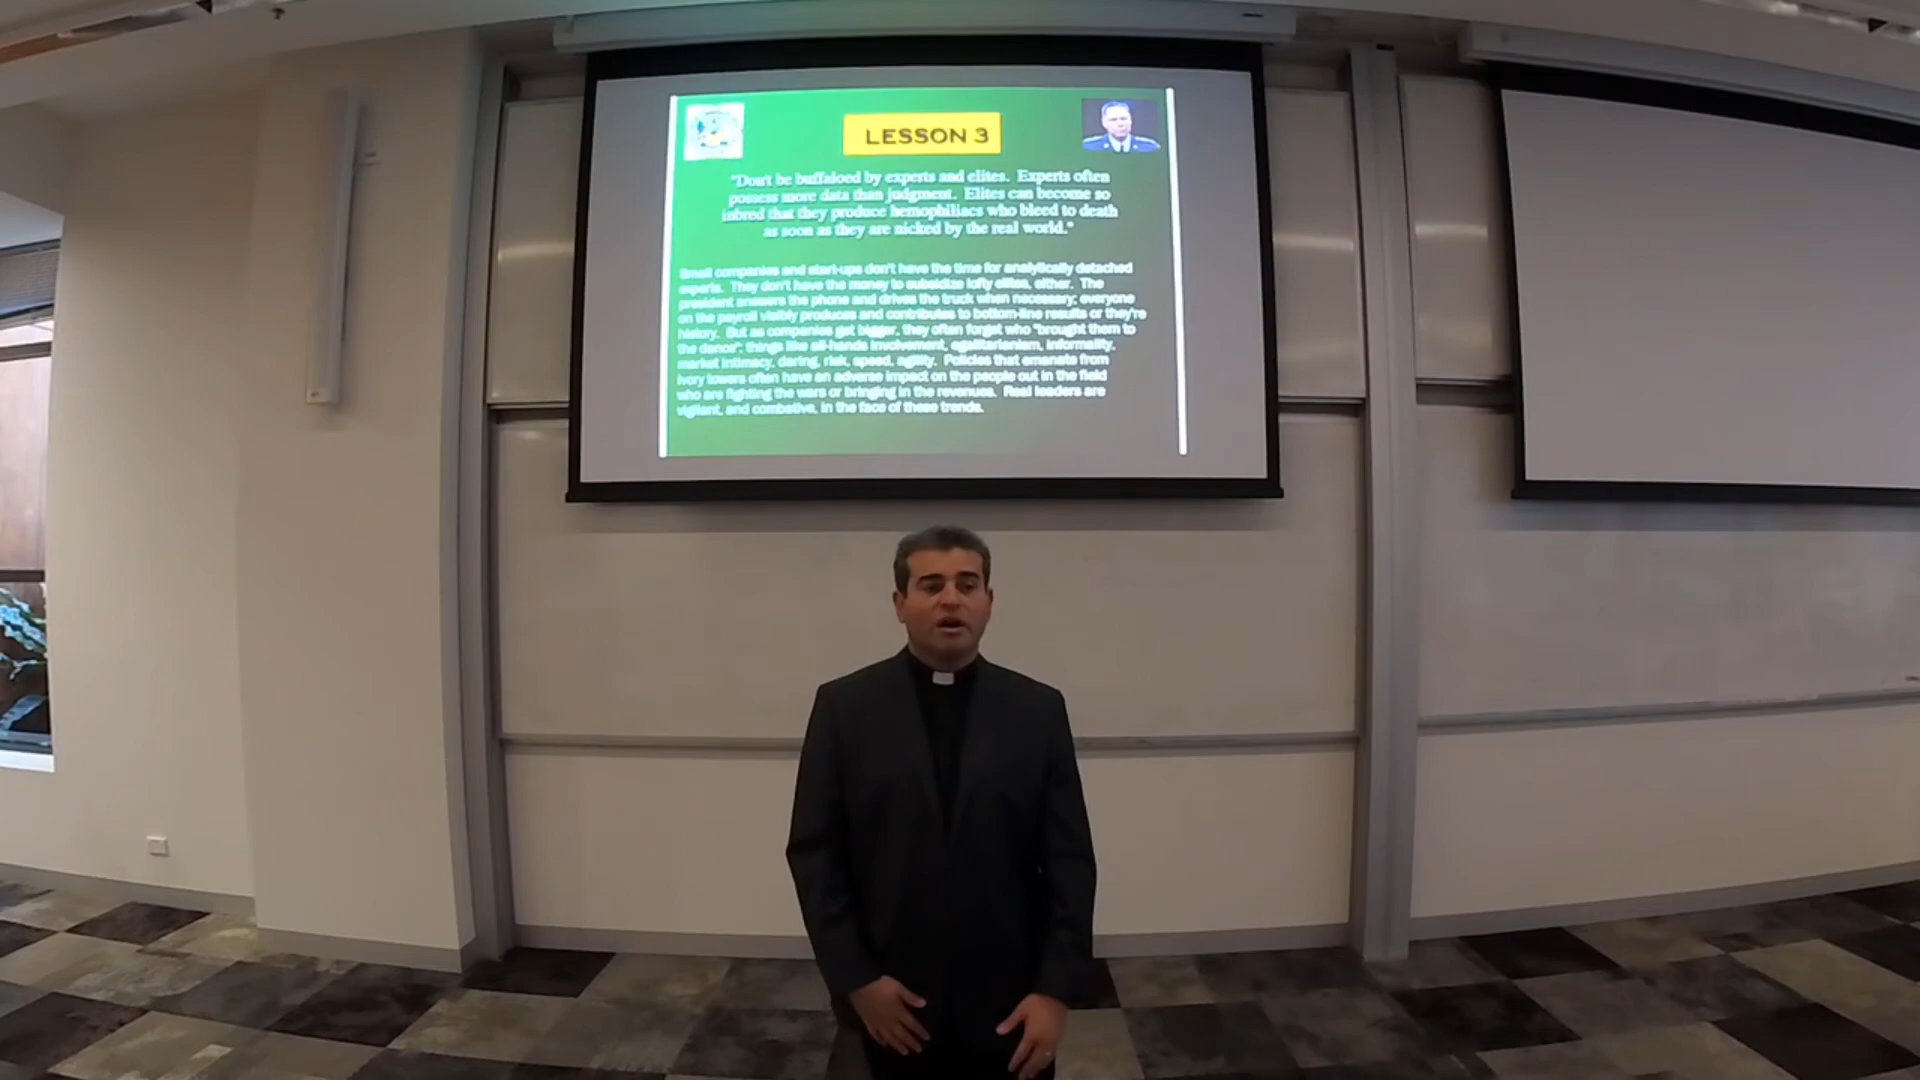 LESSON 3
"Don't be buffaloed by experts and elites. Experts often
possess more data than judgment. Elites can become so
inbred that they produce hemophiliacs who bleed to death
as soon as they are nicked by the real world."
Small companies and start-ups don't have the time for analytically detached
experts. They don't have the money to subsidize lofty elites, either. The
president answers the phone and drives the truck when necessary; everyone
on the payroll visibly produces and contributes to bottom-line results or they're
history. But as companies get bigger, they often forget who "brought them to
the dance": things like all-hands involvement, egalitarianism, informality,
market intimacy, daring, risk, speed, agility. Policies that emanate from
ivory towers often have an adverse impact on the people out in the field
who are fighting the wars or bringing in the revenues. Real leaders are
vigilant, and combative, in the face of these trends.